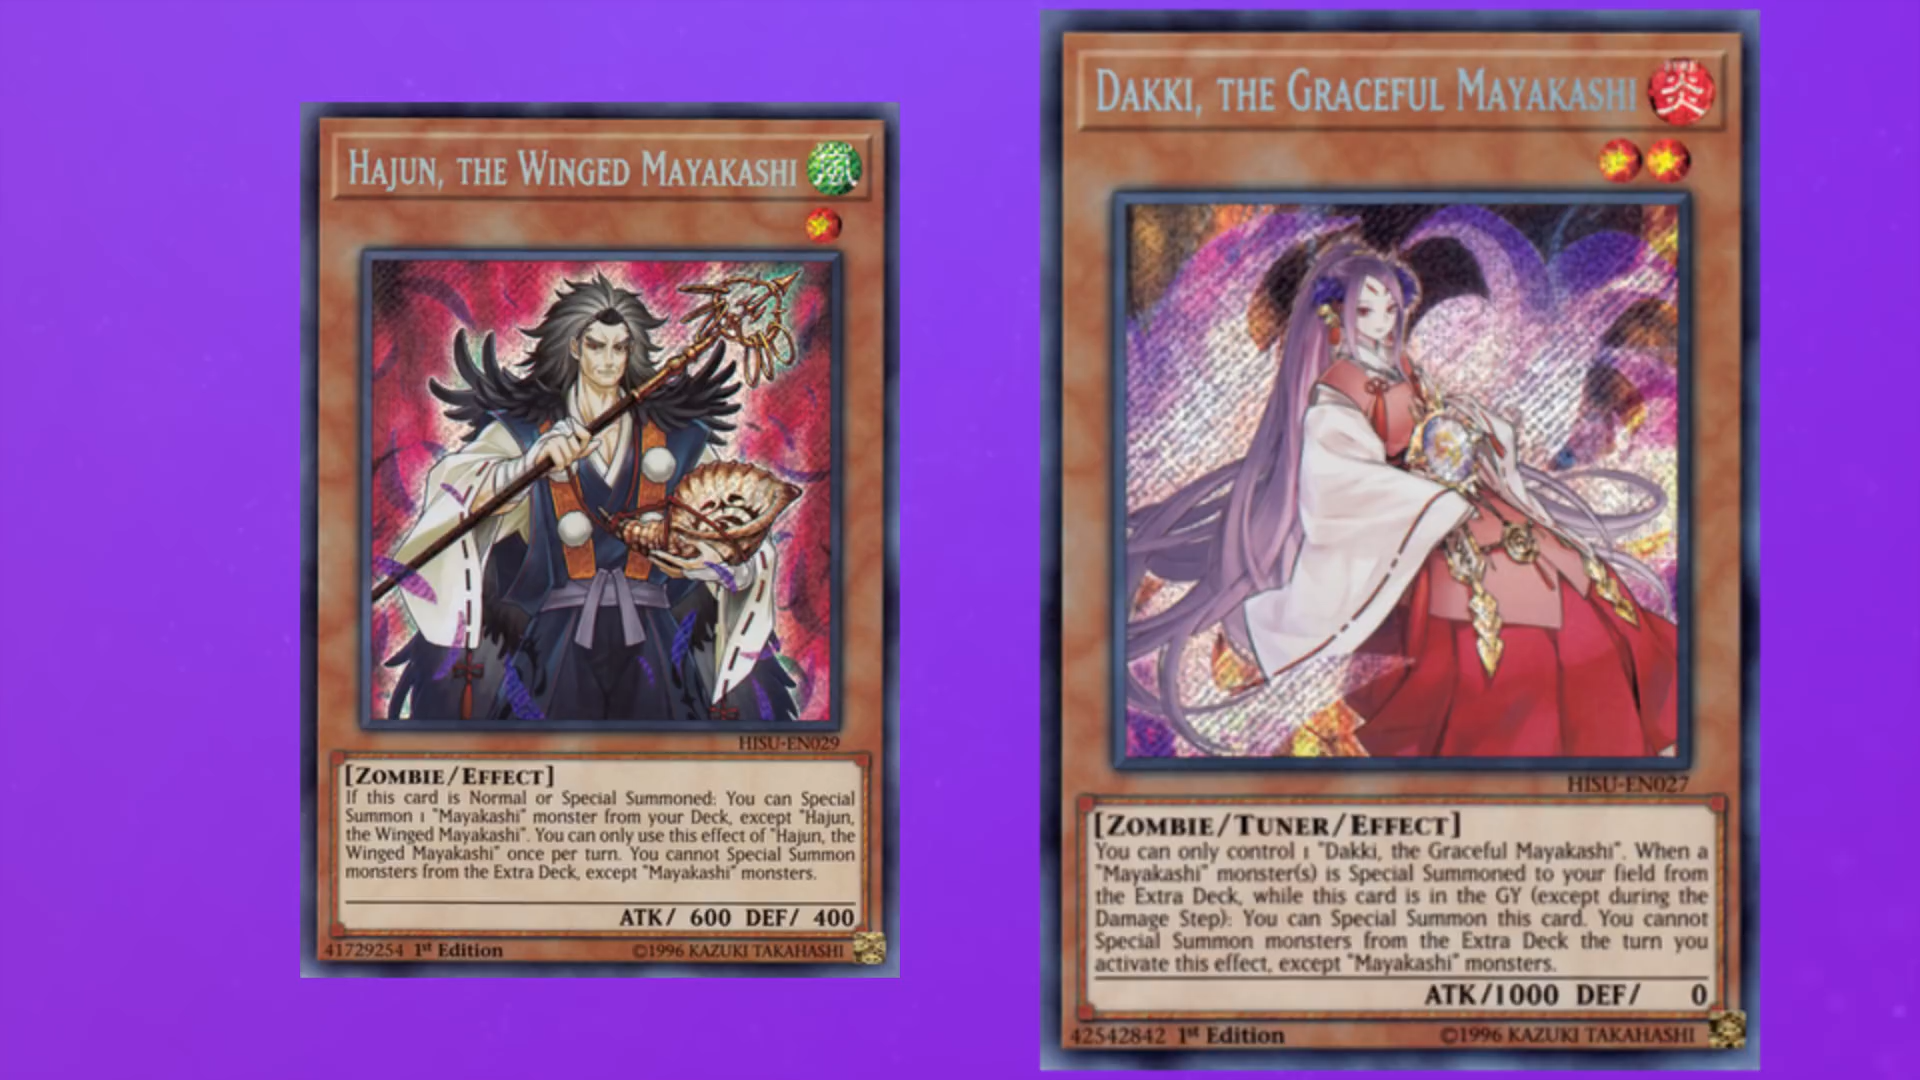 HAJUN, THE WINGED MAYAKASHI
HISU-EN029
[ZOMBIE/EFFECT]
If this card is Normal or Special Summoned: You can Special
Summon 1 "Mayakashi" monster from your Deck, except "Hajun,
the Winged Mayakashi". You can only use this effect of "Hajun, the
Winged Mayakashi" once per turn. You cannot Special Summon
monsters from the Extra Deck, except "Mayakashi" monsters.
ATK/ 600 DEF/ 400
41729254 1st Edition ©1996 KAZUKI TAKAHASHI
DAKKI, THE GRACEFUL MAYAKASHI
FIRE
炎
HISU-EN027
[ZOMBIE/TUNER/EFFECT]
You can only control 1 "Dakki, the Graceful Mayakashi". When a
"Mayakashi" monster(s) is Special Summoned to your field from
the Extra Deck, while this card is in the GY (except during the
Damage Step): You can Special Summon this card. You cannot
Special Summon monsters from the Extra Deck the turn you
activate this effect, except "Mayakashi" monsters.
ATK/1000 DEF/ 0
42542842 1st Edition ©1996 KAZUKI TAKAHASHI